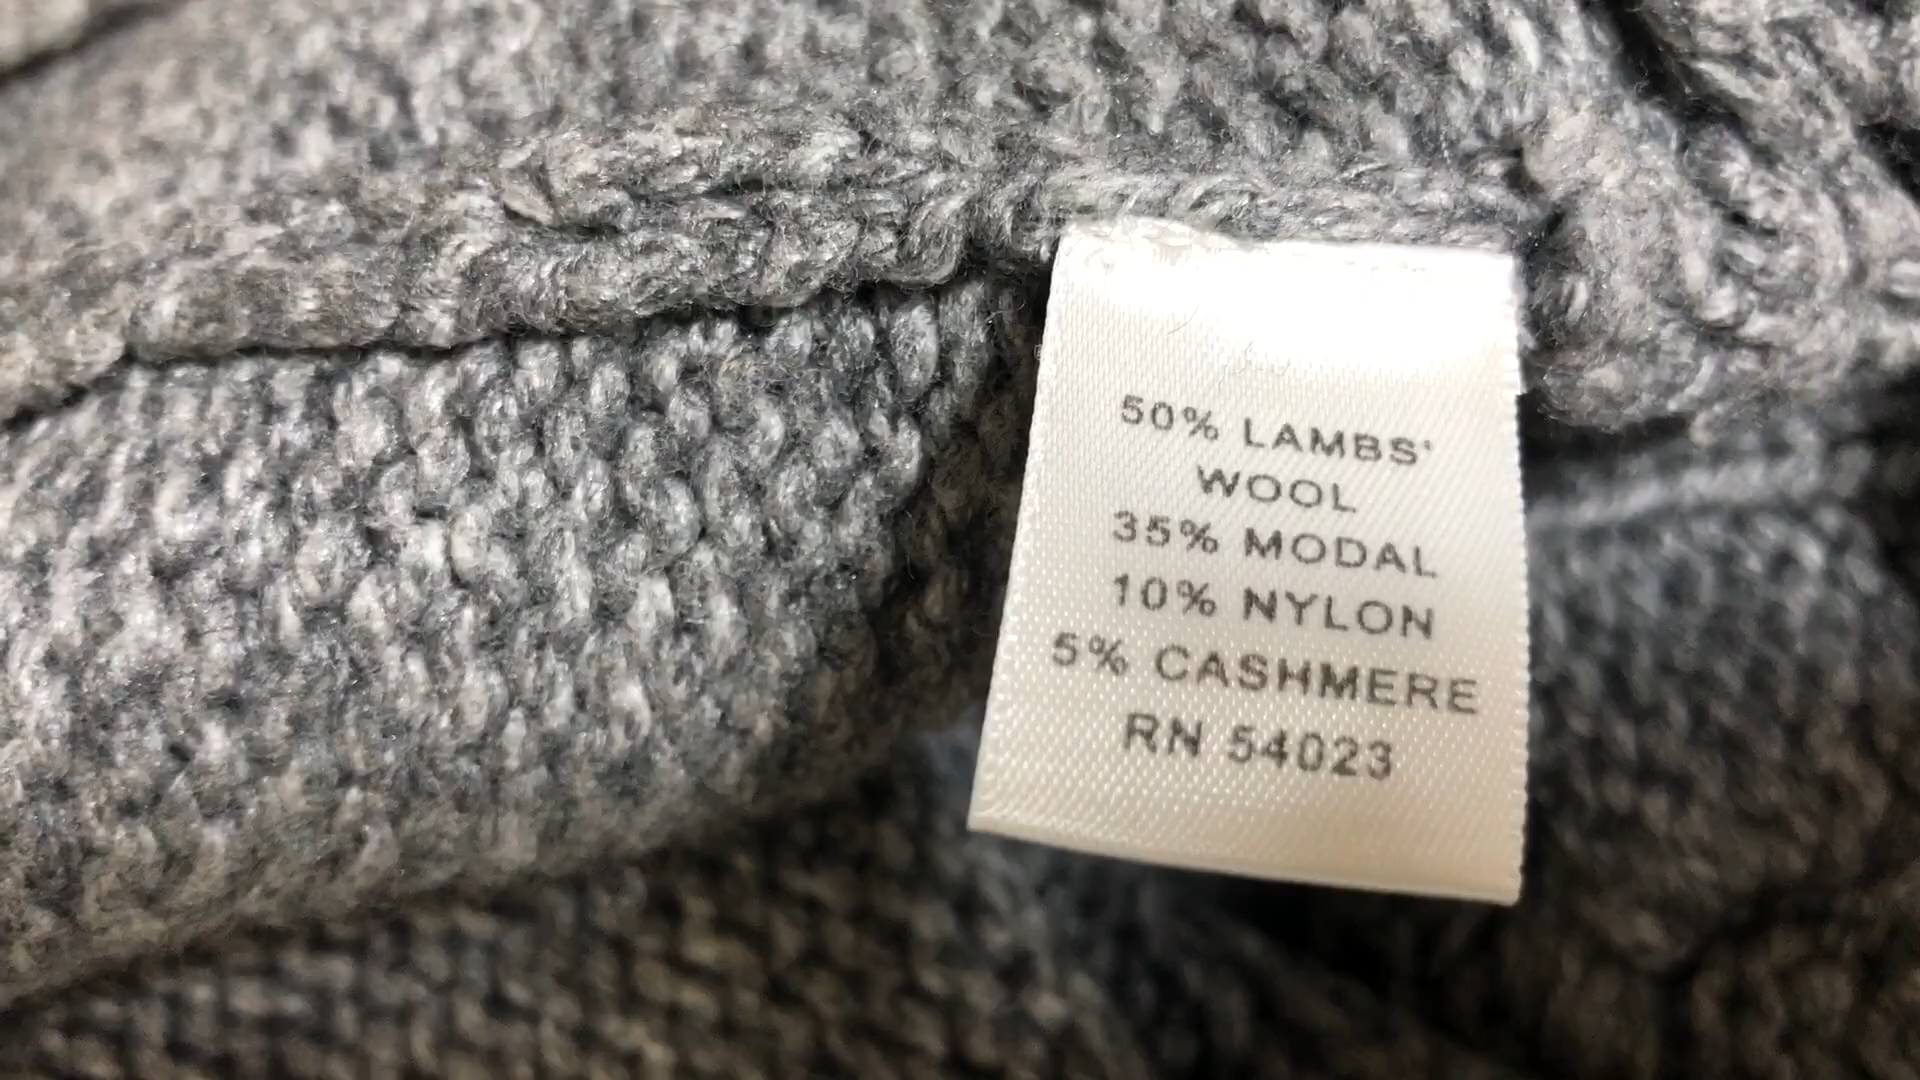 50% LAMBS'
WOOL
35% MODAL
10% NYLON
5% CASHMERE
RN 54023